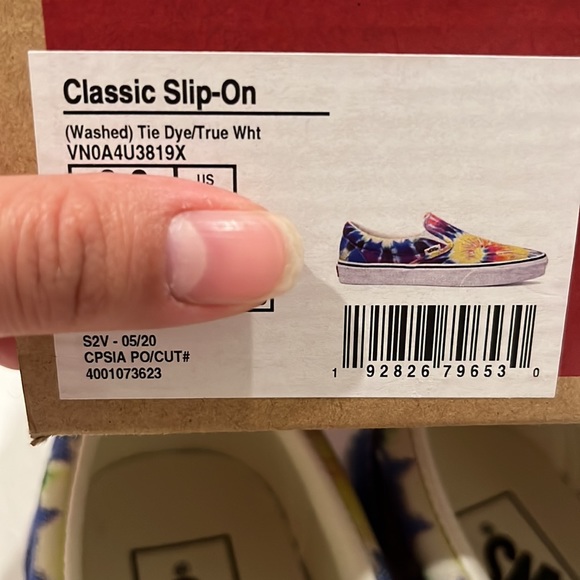 Classic Slip-On
(Washed) Tie Dye/True Wht
VN0A4U3819X
US
S2V - 05/20
CPSIA PO/CUT#
4001073623
1 92826 79653 0